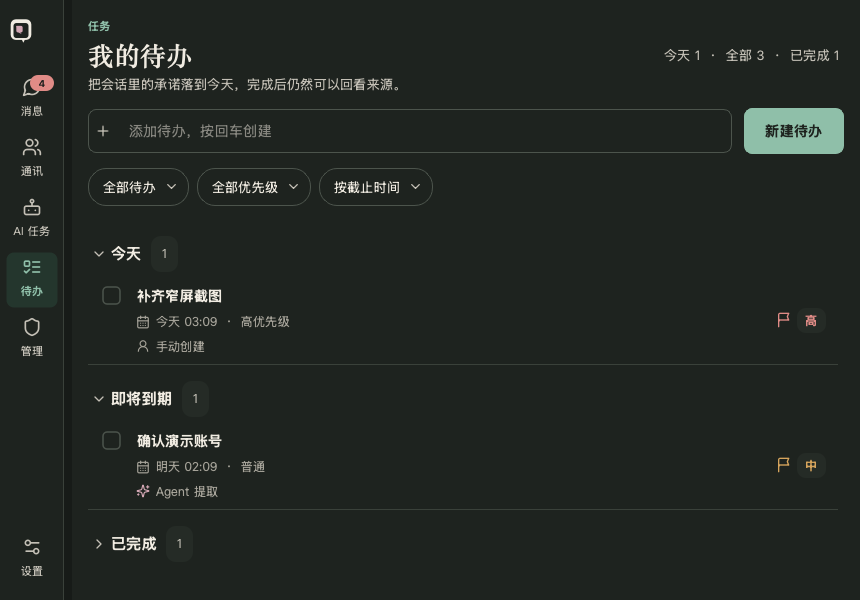 4
消息
通讯
AI 任务
待办
管理
设置
任务
我的待办
今天 1 · 全部 3 · 已完成 1
把会话里的承诺落到今天，完成后仍然可以回看来源。
+ 添加待办，按回车创建
新建待办
全部待办
全部优先级
按截止时间
今天 1
补齐窄屏截图
今天 03:09 · 高优先级
高
手动创建
即将到期 1
确认演示账号
明天 02:09 · 普通
中
Agent 提取
已完成 1